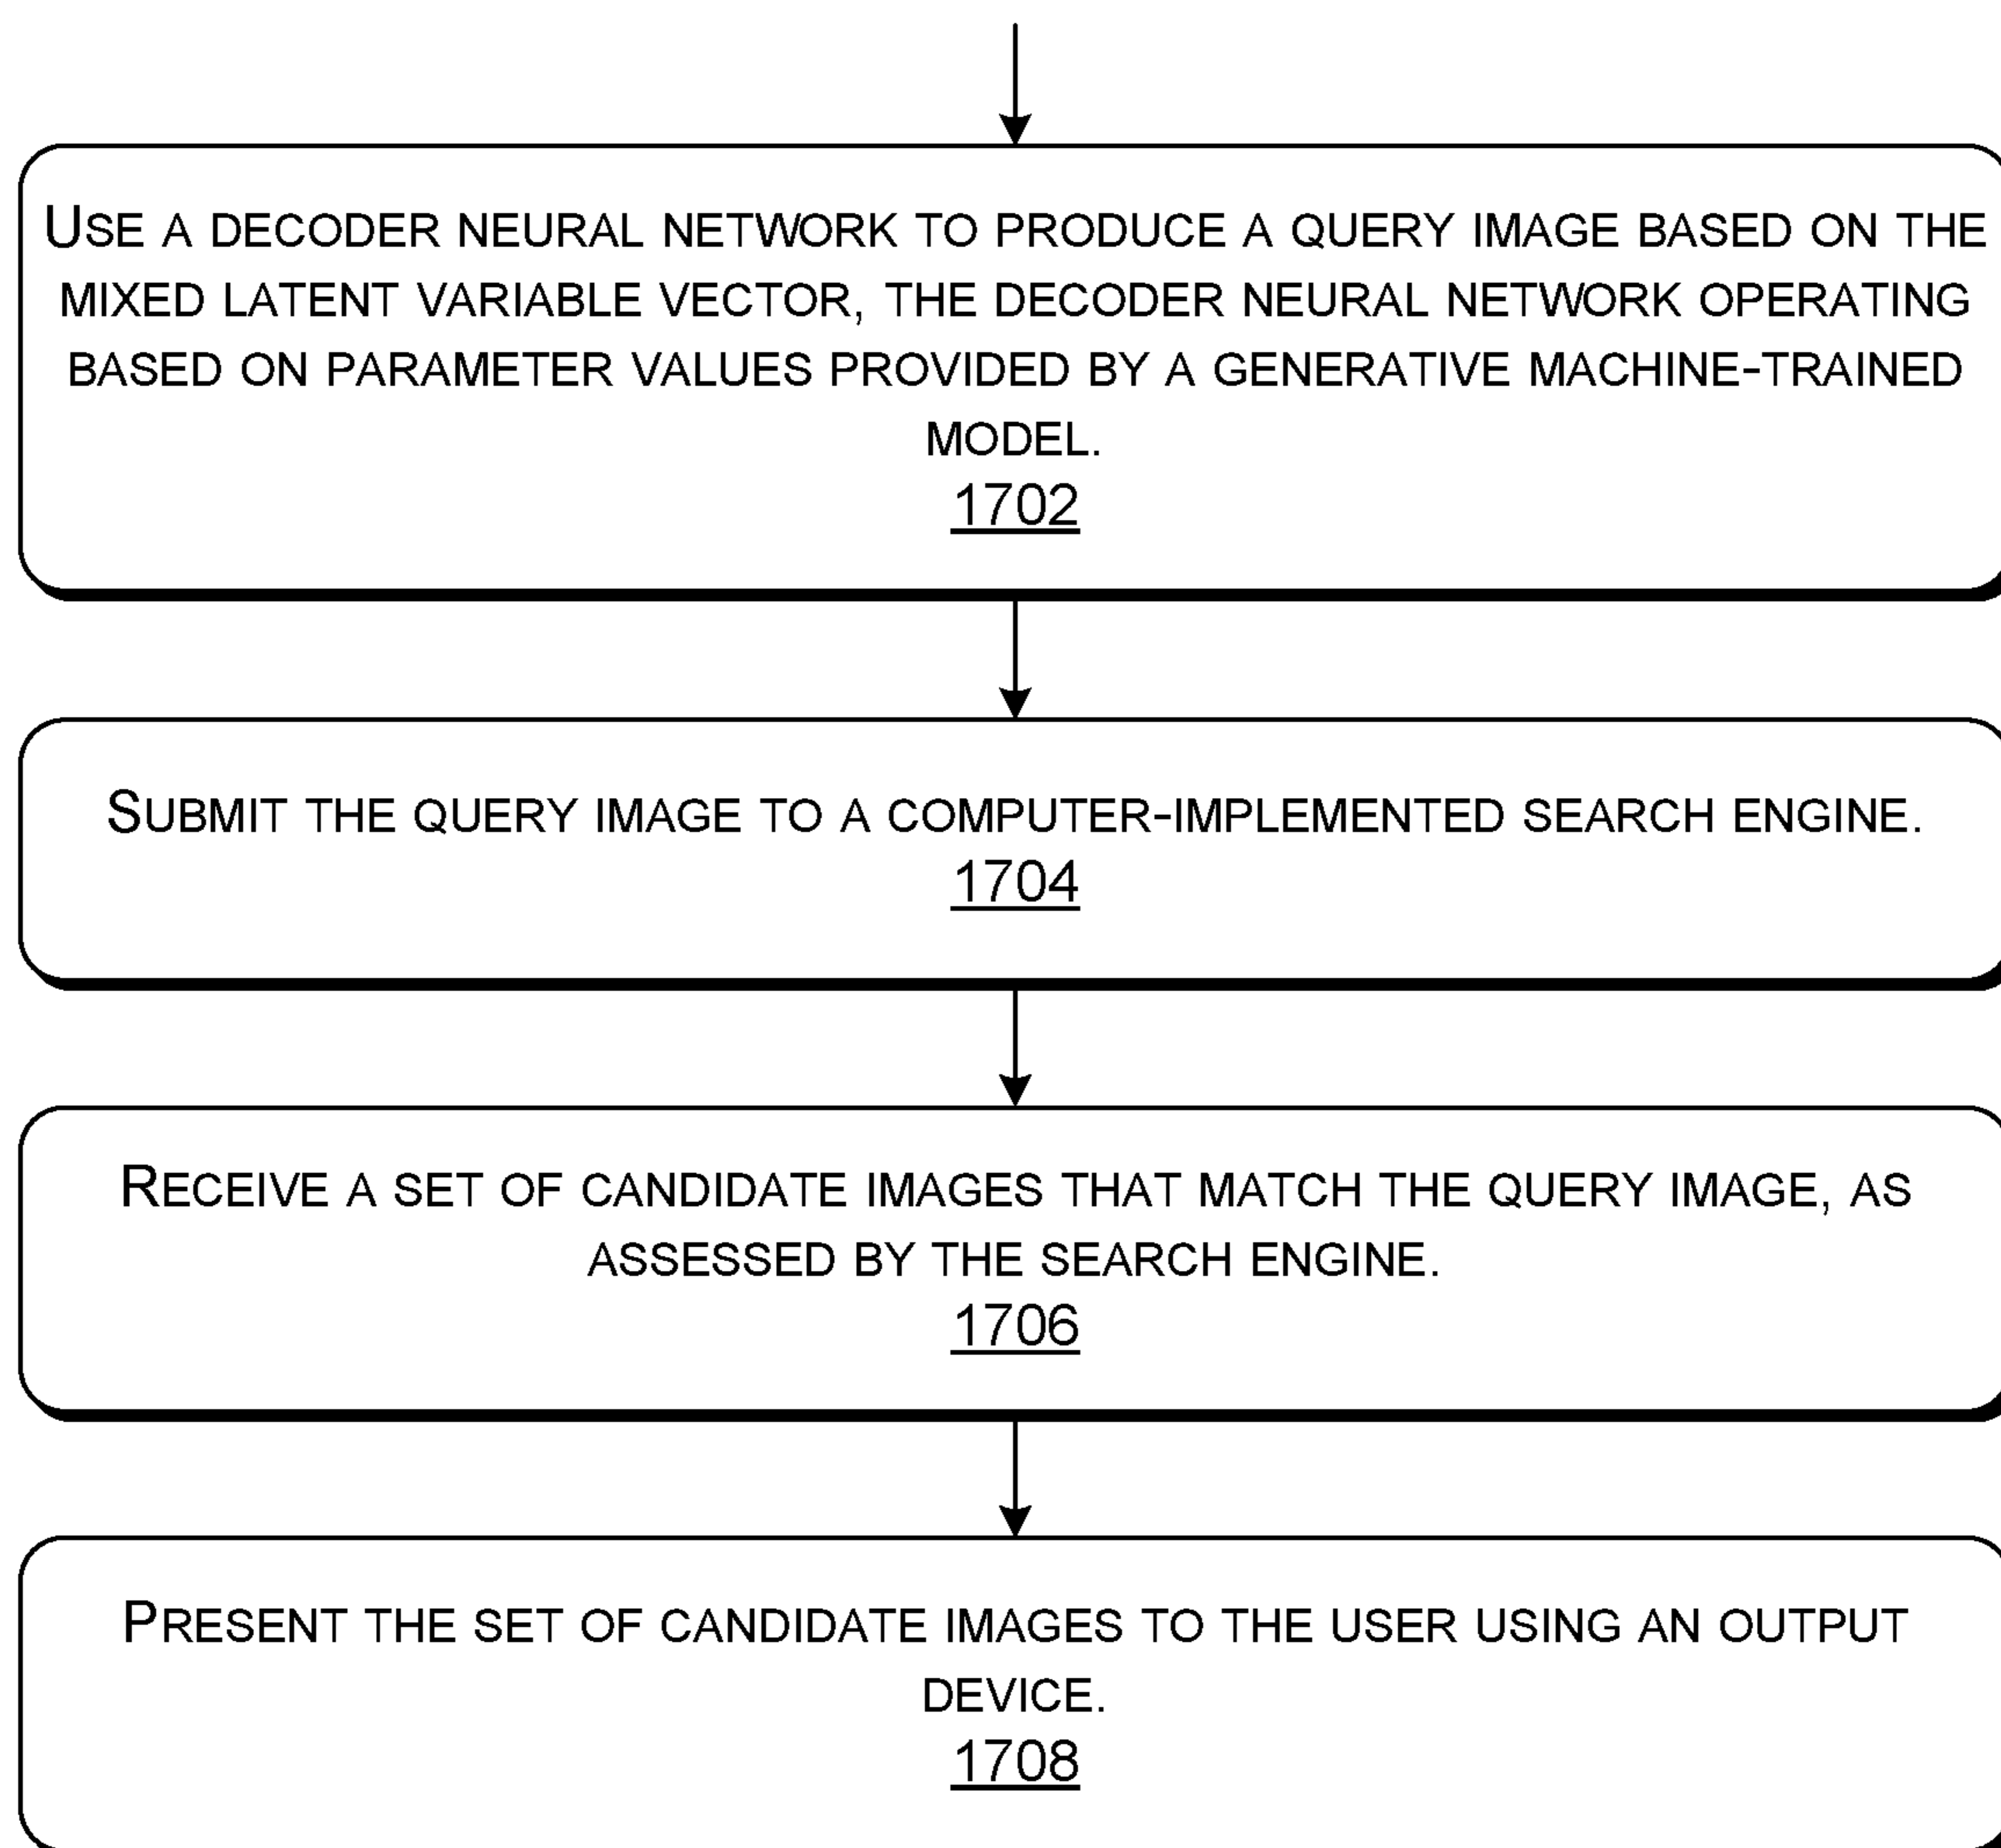 USE A DECODER NEURAL NETWORK TO PRODUCE A QUERY IMAGE BASED ON THE
MIXED LATENT VARIABLE VECTOR, THE DECODER NEURAL NETWORK OPERATING
BASED ON PARAMETER VALUES PROVIDED BY A GENERATIVE MACHINE-TRAINED
MODEL.
1702
SUBMIT THE QUERY IMAGE TO A COMPUTER-IMPLEMENTED SEARCH ENGINE.
1704
RECEIVE A SET OF CANDIDATE IMAGES THAT MATCH THE QUERY IMAGE, AS
ASSESSED BY THE SEARCH ENGINE.
1706
PRESENT THE SET OF CANDIDATE IMAGES TO THE USER USING AN OUTPUT
DEVICE.
1708